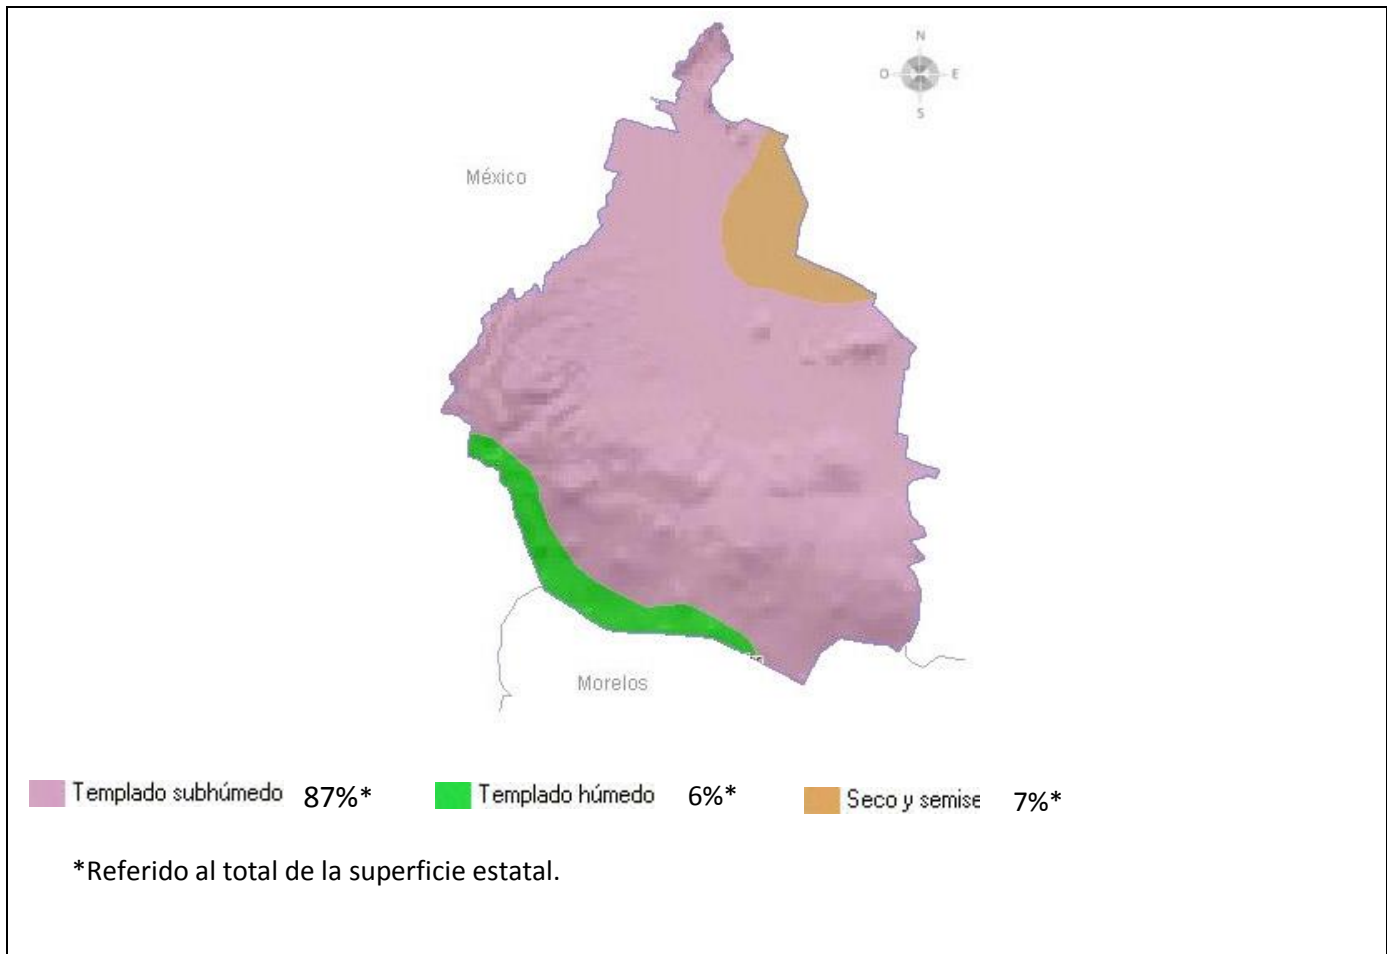 N
O E
S
México
Morelos
Templado subhúmedo 87%* Templado húmedo 6%* Seco y semise 7%*
*Referido al total de la superficie estatal.